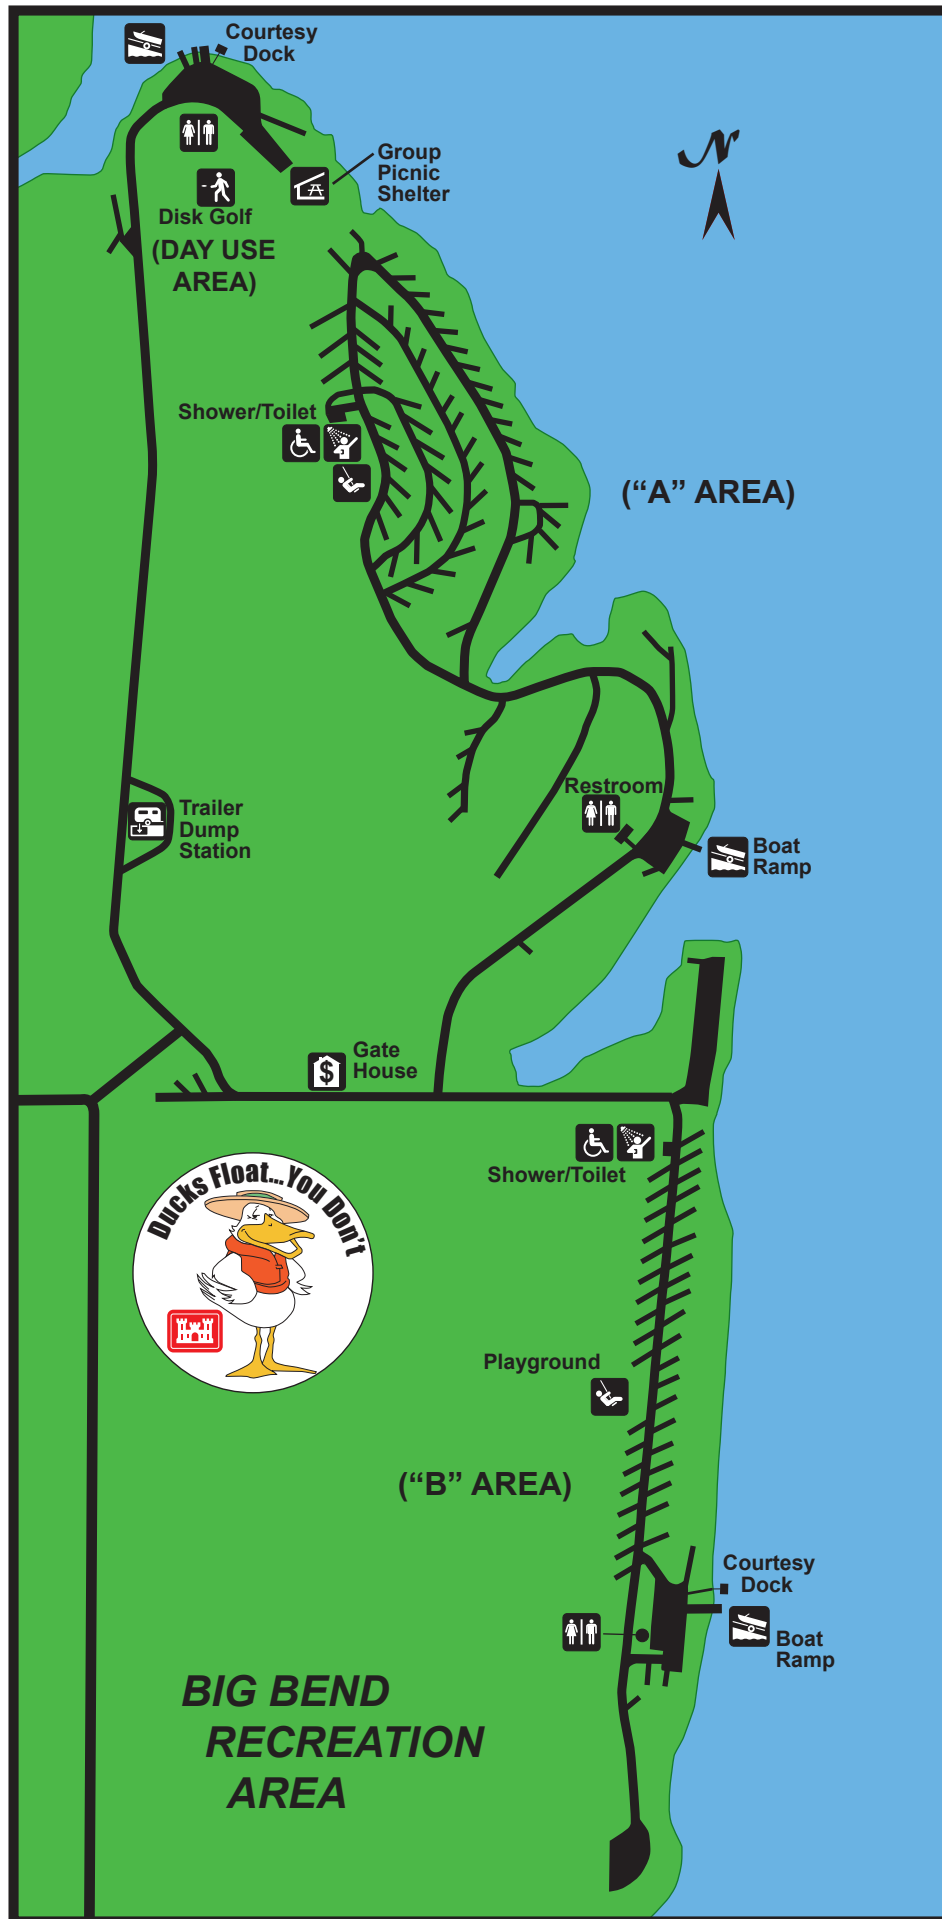 Courtesy
Dock
N
Group
Picnic
Shelter
Disk Golf
(DAY USE
AREA)
Shower/Toilet
(“A” AREA)
Restroom
Trailer
Dump
Station
Boat
Ramp
Gate
House
$
Ducks Float...You Don't
Shower/Toilet
Playground
(“B” AREA)
Courtesy
Dock
Boat
Ramp
BIG BEND
RECREATION
AREA